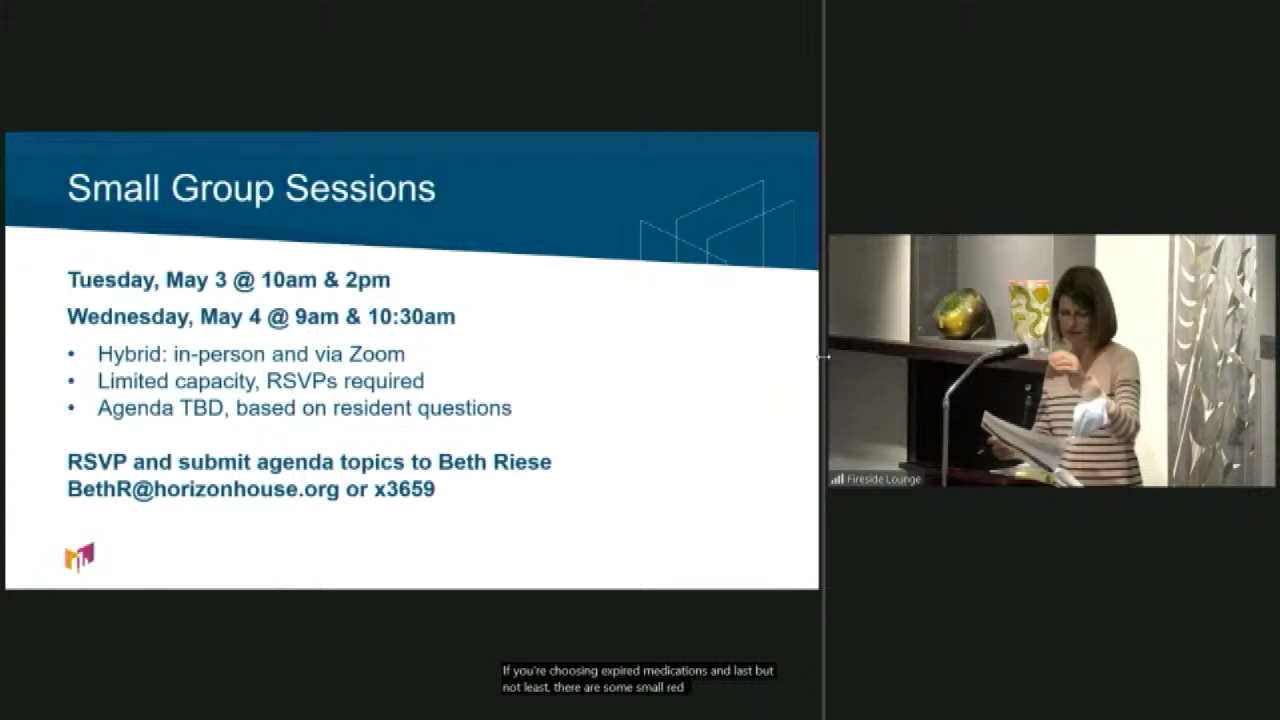 Small Group Sessions
Tuesday, May 3 @ 10am & 2pm
Wednesday, May 4 @ 9am & 10:30am
• Hybrid: in-person and via Zoom
• Limited capacity, RSVPs required
• Agenda TBD, based on resident questions
RSVP and submit agenda topics to Beth Riese
BethR@horizonhouse.org or x3659
Fireside Lounge
If you're choosing expired medications and last but
not least, there are some small red